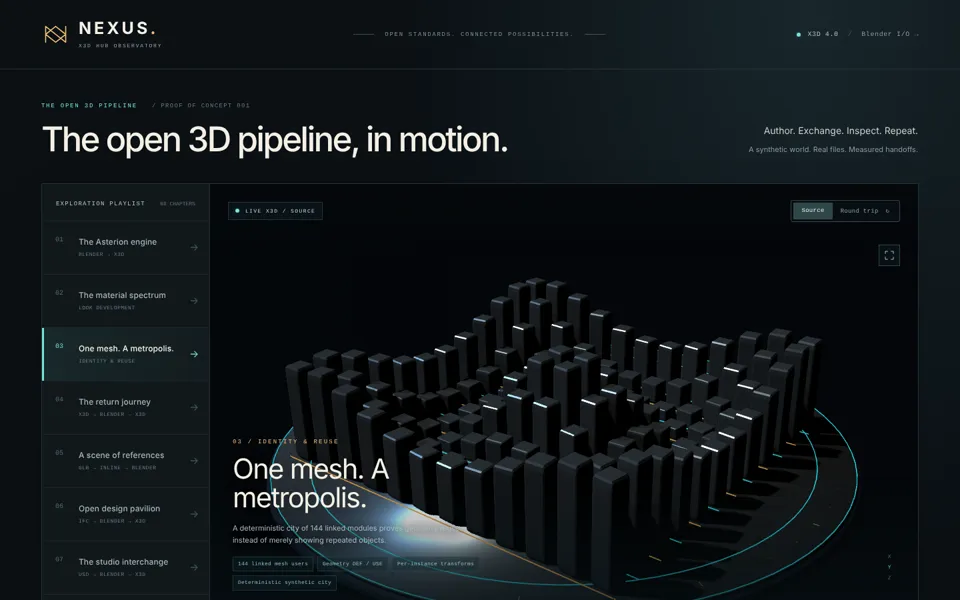 NEXUS.
X3D HUB OBSERVATORY
OPEN STANDARDS. CONNECTED POSSIBILITIES.
X3D 4.0 / Blender I/O
THE OPEN 3D PIPELINE / PROOF OF CONCEPT 001
The open 3D pipeline, in motion.
Author. Exchange. Inspect. Repeat.
A synthetic world. Real files. Measured handoffs.
EXPLORATION PLAYLIST
CHAPTERS
01
The Asterion engine
BLENDER → X3D
02
The material spectrum
LOOK DEVELOPMENT
03
One mesh. A metropolis.
IDENTITY & REUSE
04
The return journey
X3D → BLENDER → X3D
05
A scene of references
GLB → INLINE → BLENDER
06
Open design pavilion
IFC → BLENDER → X3D
07
The studio interchange
USD → BLENDER → X3D
LIVE X3D / SOURCE
Source
Round trip ↻
03 / IDENTITY & REUSE
One mesh. A
metropolis.
A deterministic city of 144 linked modules
instead of merely showing repeated objects.
144 linked mesh users
Geometry DEF / USE
Per-instance transforms
Deterministic synthetic city
Y